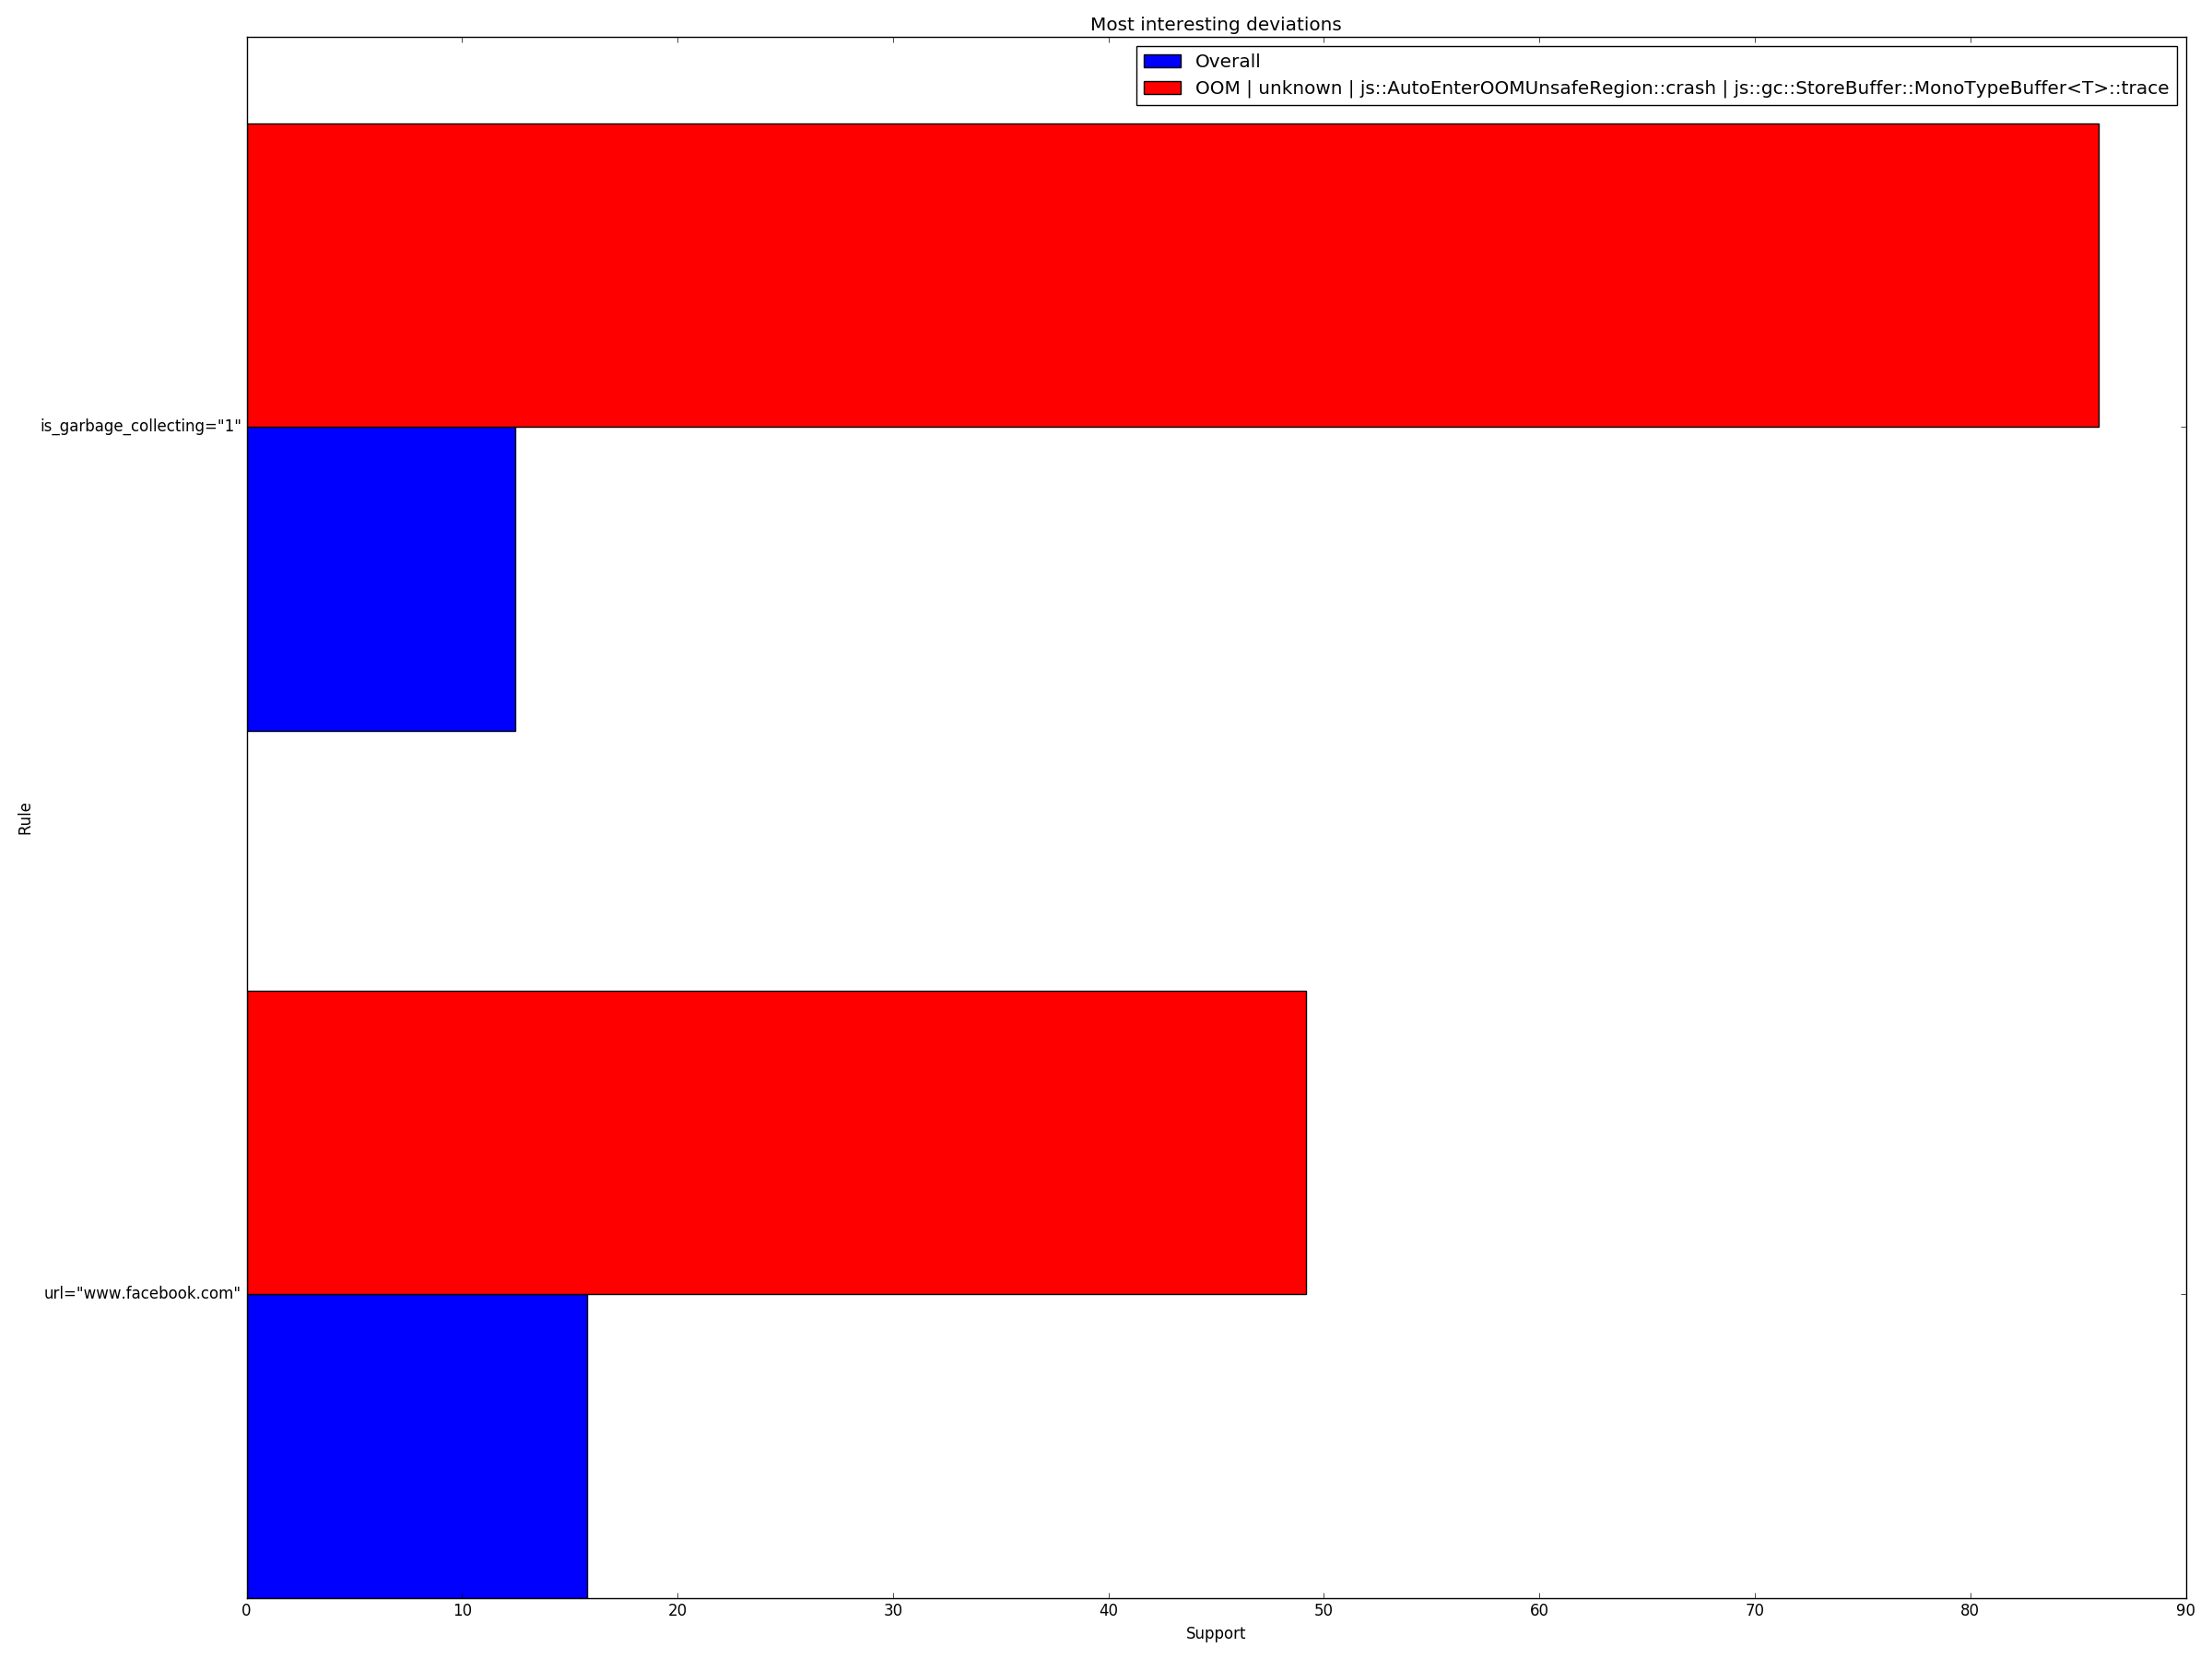 Most interesting deviations
Overall
OOM | unknown | js::AutoEnterOOMUnsafeRegion::crash | js::gc::StoreBuffer::MonoTypeBuffer<T>::trace
is_garbage_collecting="1"
Rule
url="www.facebook.com"
0 10 20 30 40 50 60 70 80 90
Support